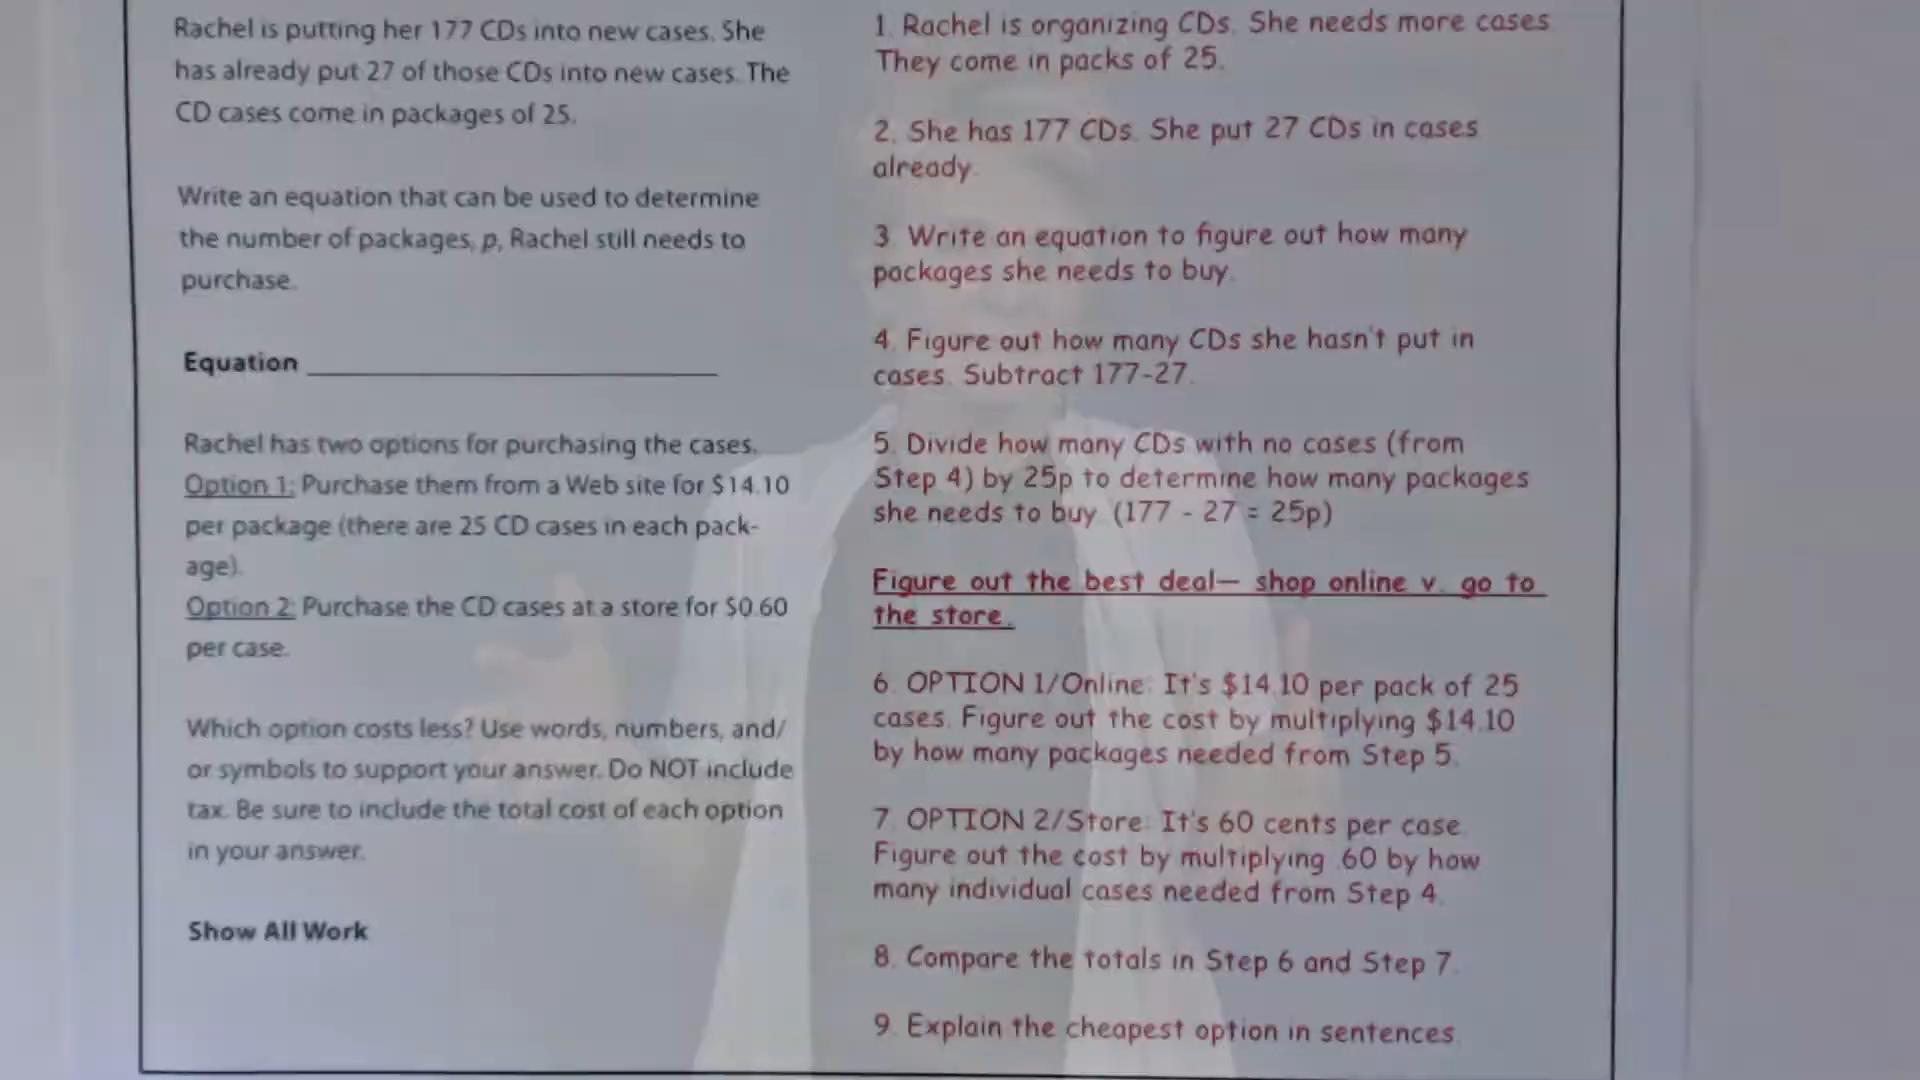 Rachel is putting her 177 CDs into new cases. She
has already put 27 of those CDs into new cases. The
CD cases come in packages of 25.
Write an equation that can be used to determine
the number of packages, p, Rachel still needs to
purchase.
Equation
Rachel has two options for purchasing the cases.
Option 1: Purchase them from a Web site for $14.10
per package (there are 25 CD cases in each pack-
age).
Option 2: Purchase the CD cases at a store for $0.60
per case.
Which option costs less? Use words, numbers, and/
or symbols to support your answer. Do NOT include
tax. Be sure to include the total cost of each option
in your answer.
Show All Work
1. Rachel is organizing CDs. She needs more cases.
They come in packs of 25.
2. She has 177 CDs. She put 27 CDs in cases
already.
3. Write an equation to figure out how many
packages she needs to buy.
4. Figure out how many CDs she hasn't put in
cases. Subtract 177-27.
5. Divide how many CDs with no cases (from
Step 4) by 25p to determine how many packages
she needs to buy. (177 - 27 = 25p)
Figure out the best deal— shop online v. go to
the store.
6. OPTION 1/Online: It's $14.10 per pack of 25
cases. Figure out the cost by multiplying $14.10
by how many packages needed from Step 5.
7. OPTION 2/Store: It's 60 cents per case.
Figure out the cost by multiplying .60 by how
many individual cases needed from Step 4.
8. Compare the totals in Step 6 and Step 7.
9. Explain the cheapest option in sentences.